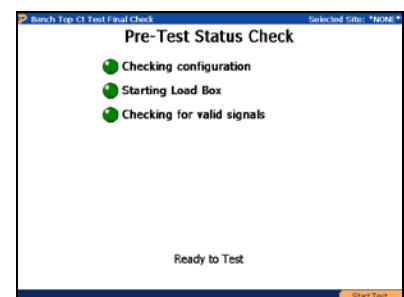 Bench Top Ct Test Final Check
Selected Site: *NONE*
Pre-Test Status Check
Checking configuration
Starting Load Box
Checking for valid signals
Ready to Test
Start Test